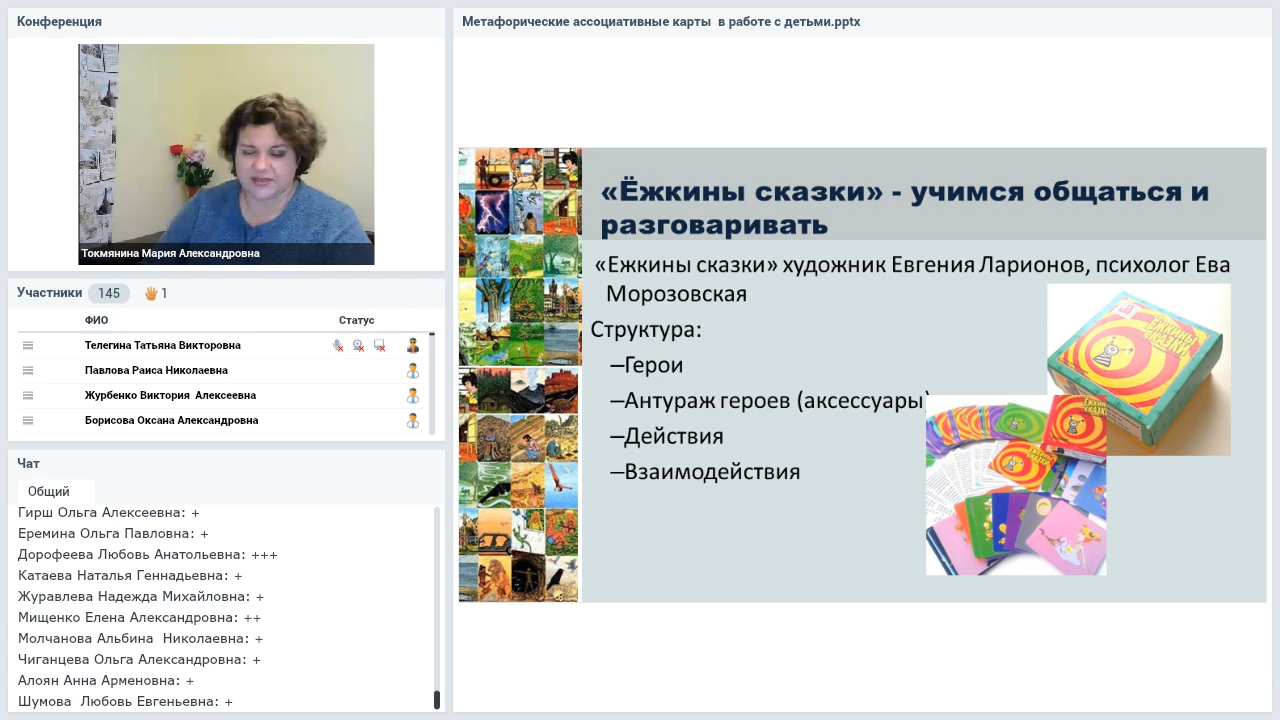 Конференция
Токмянина Мария Александровна
Участники 145 1
ФИО Статус
Телегина Татьяна Викторовна
Павлова Раиса Николаевна
Журбенко Виктория Алексеевна
Борисова Оксана Александровна
Чат
Общий
Гирш Ольга Алексеевна: +
Еремина Ольга Павловна: +
Дорофеева Любовь Анатольевна: +++
Катаева Наталья Геннадьевна: +
Журавлева Надежда Михайловна: +
Мищенко Елена Александровна: ++
Молчанова Альбина Николаевна: +
Чиганцева Ольга Александровна: +
Алоян Анна Арменовна: +
Шумова Любовь Евгеньевна: +
Метафорические ассоциативные карты в работе с детьми.pptx
«Ёжкины сказки» - учимся общаться и
разговаривать
«Ежкины сказки» художник Евгения Ларионов, психолог Ева
Морозовская
Структура:
–Герои
–Антураж героев (аксессуары)
–Действия
–Взаимодействия
ЁЖКИНЫ
СКАЗКИ